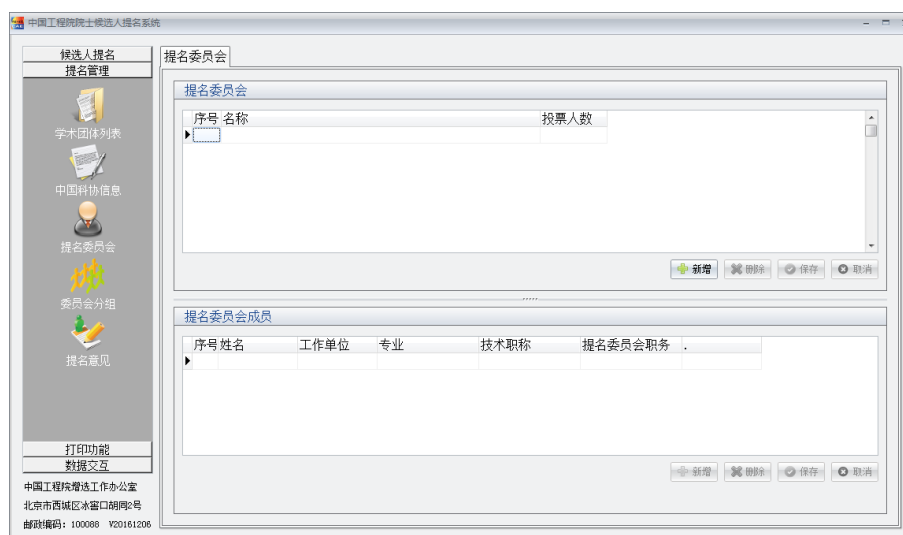 中国工程院院士候选人提名系统
候选人提名
提名管理
学术团体列表
中国科协信息
提名委员会
委员会分组
提名意见
打印功能
数据交互
中国工程院增选工作办公室
北京市西城区冰窖口胡同2号
邮政编码：100088 V20161206
提名委员会
提名委员会
序号 名称 投票人数
新增 删除 保存 取消
提名委员会成员
序号 姓名 工作单位 专业 技术职称 提名委员会职务 .
新增 删除 保存 取消